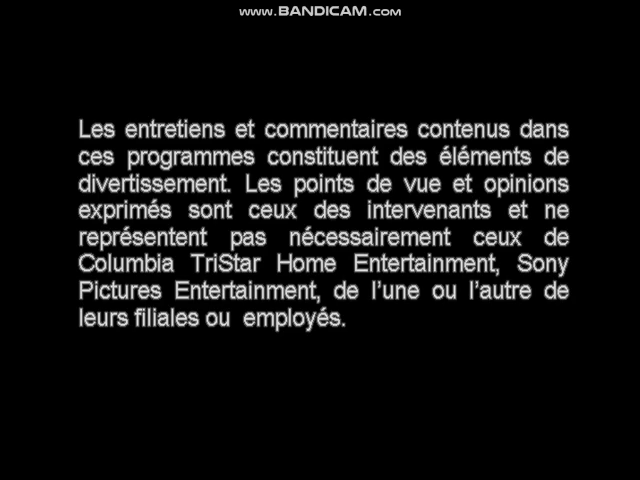 www.BANDICAM.com
Les entretiens et commentaires contenus dans
ces programmes constituent des éléments de
divertissement. Les points de vue et opinions
exprimés sont ceux des intervenants et ne
représentent pas nécessairement ceux de
Columbia TriStar Home Entertainment, Sony
Pictures Entertainment, de l’une ou l’autre de
leurs filiales ou employés.